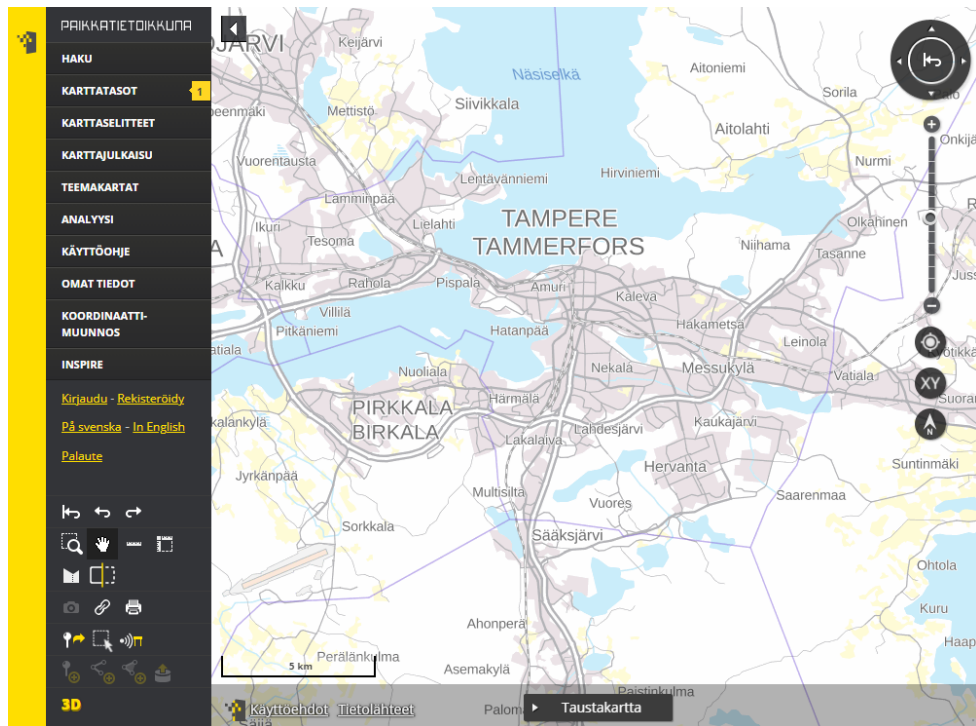 PAIKKATIETOIKKUNA
HAKU
KARTTATASOT 1
KARTTASELITTEET
KARTTAJULKAISU
TEEMAKARTAT
ANALYYSI
KÄYTTÖOHJE
OMAT TIEDOT
KOORDINAATTI-
MUUNNOS
INSPIRE
Kirjaudu - Rekisteröidy
På svenska - In English
Palaute
3D
Keijärvi
Näsiselkä
Aitoniemi
Sorila
Siivikkala
Mettistö
Aitolahti
Nurmi
Vuorentausta
Lentävänniemi
Hirviniemi
Lamminpää
Ikuri
Lielahti
TAMPERE
TAMMERFORS
Olkahinen
Tesoma
Niihama
Tasanne
Kalkku
Rahola
Pispala
Amuri
Kaleva
Villilä
Pitkäniemi
Hatanpää
Hakametsä
Leinola
Nuoliala
Nekala
Messukylä
Vatiala
XY
PIRKKALA
BIRKALA
Härmälä
Lakalaiva
Lahdesjärvi
Kaukajärvi
N
Hervanta
Suntinmäki
Jyrkänpää
Multisilta
Vuores
Saarenmaa
Sorkkala
Sääksjärvi
Ohtola
Kuru
Ahonperä
Perälänkulma
5 km
Asemakylä
Paistinkulma
Käyttöehdot Tietolähteet
Taustakartta